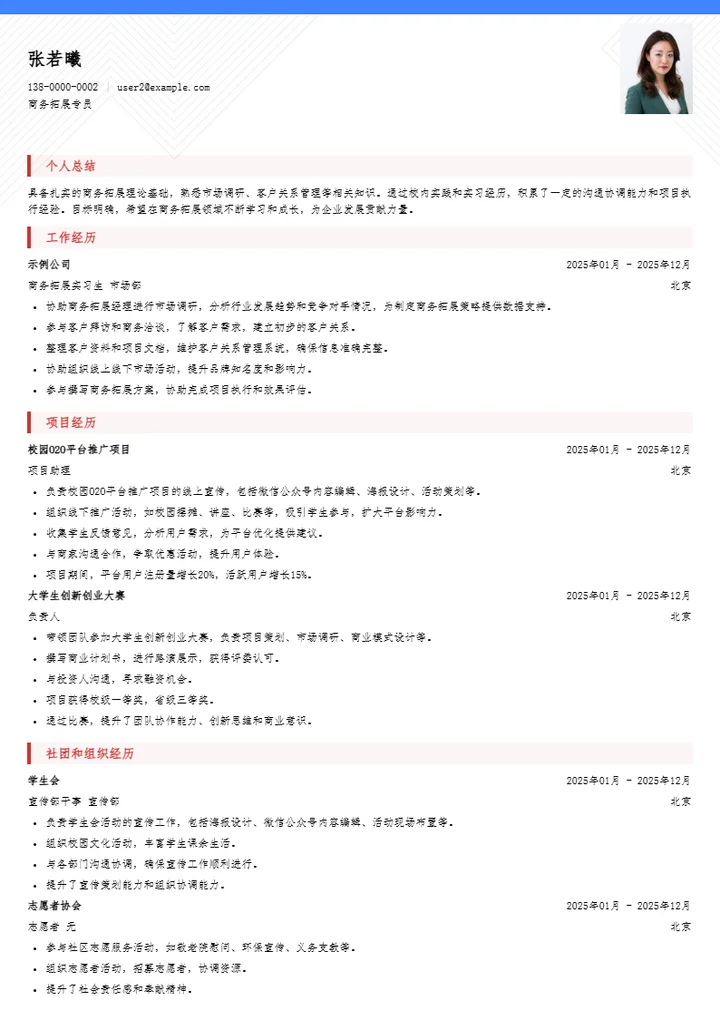 张若曦
138-0000-0002 | user2@example.com
商务拓展专员
个人总结
具备扎实的商务拓展理论基础，熟悉市场调研、客户关系管理等相关知识。通过校内实践和实习经历，积累了一定的沟通协调能力和项目执
行经验。目标明确，希望在商务拓展领域不断学习和成长，为企业发展贡献力量。
工作经历
示例公司 2025年01月 - 2025年12月
商务拓展实习生 市场部 北京
• 协助商务拓展经理进行市场调研，分析行业发展趋势和竞争对手情况，为制定商务拓展策略提供数据支持。
• 参与客户拜访和商务洽谈，了解客户需求，建立初步的客户关系。
• 整理客户资料和项目文档，维护客户关系管理系统，确保信息准确完整。
• 协助组织线上线下市场活动，提升品牌知名度和影响力。
• 参与撰写商务拓展方案，协助完成项目执行和效果评估。
项目经历
校园O2O平台推广项目 2025年01月 - 2025年12月
项目助理 北京
• 负责校园O2O平台推广项目的线上宣传，包括微信公众号内容编辑、海报设计、活动策划等。
• 组织线下推广活动，如校园摆摊、讲座、比赛等，吸引学生参与，扩大平台影响力。
• 收集学生反馈意见，分析用户需求，为平台优化提供建议。
• 与商家沟通合作，争取优惠活动，提升用户体验。
• 项目期间，平台用户注册量增长20%，活跃用户增长15%。
大学生创新创业大赛 2025年01月 - 2025年12月
负责人 北京
• 带领团队参加大学生创新创业大赛，负责项目策划、市场调研、商业模式设计等。
• 撰写商业计划书，进行路演展示，获得评委认可。
• 与投资人沟通，寻求融资机会。
• 项目获得校级一等奖，省级三等奖。
• 通过比赛，提升了团队协作能力、创新思维和商业意识。
社团和组织经历
学生会 2025年01月 - 2025年12月
宣传部干事 宣传部 北京
• 负责学生会活动的宣传工作，包括海报设计、微信公众号内容编辑、活动现场布置等。
• 组织校园文化活动，丰富学生课余生活。
• 与各部门沟通协调，确保宣传工作顺利进行。
• 提升了宣传策划能力和组织协调能力。
志愿者协会 2025年01月 - 2025年12月
志愿者 无 北京
• 参与社区志愿服务活动，如敬老院慰问、环保宣传、义务支教等。
• 组织志愿者活动，招募志愿者，协调资源。
• 提升了社会责任感和奉献精神。